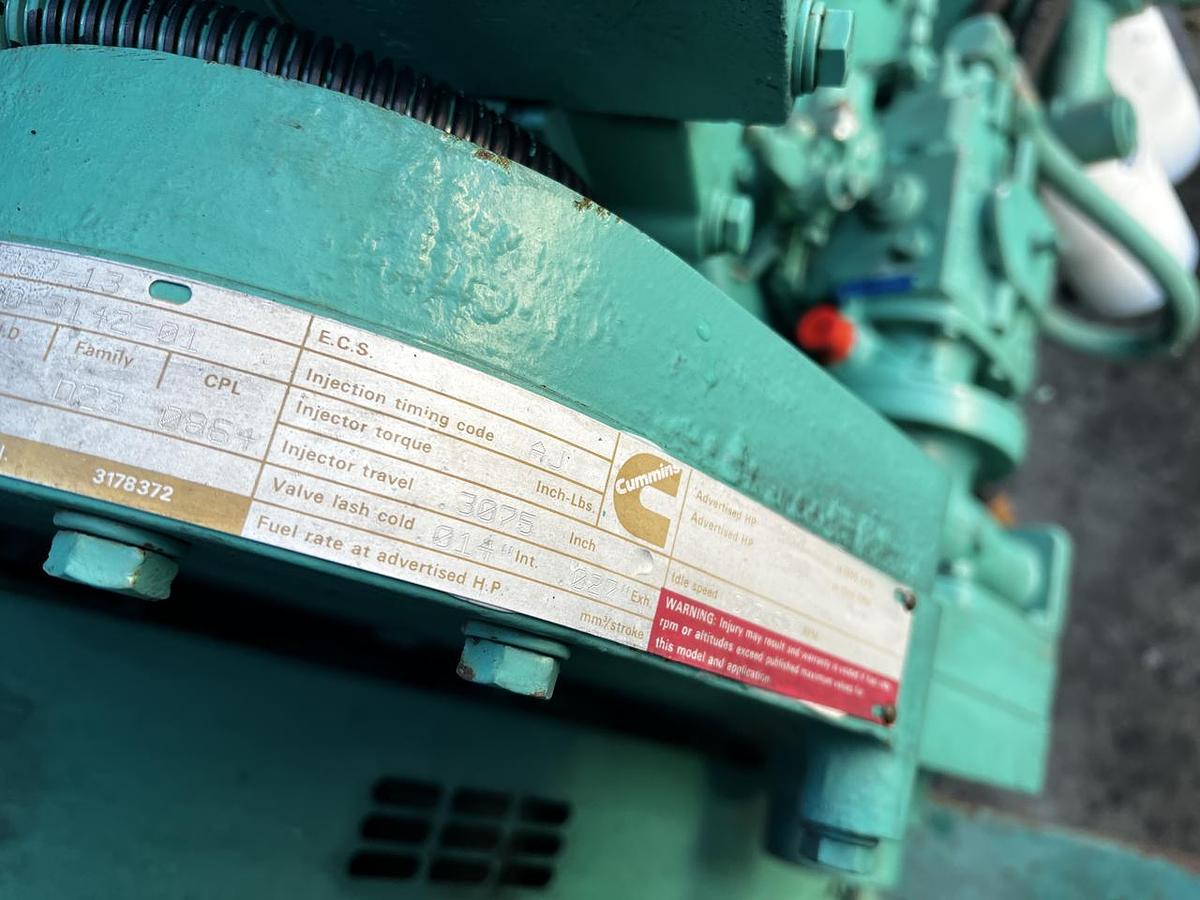 67-13
3142-01
Family
CPL
D23 0864
3178372
E.C.S.
Injection timing code AJ
Injector torque Inch-Lbs.
Injector travel .3075 Inch
Valve lash cold .014" Int. .027" Exh.
Fuel rate at advertised H.P. mm³/stroke
Cummins
Advertised HP
Advertised HP
Idle speed
WARNING: Injury may result and warranty is voided if fuel rate
rpm or altitudes exceed published maximum values for
this model and application.